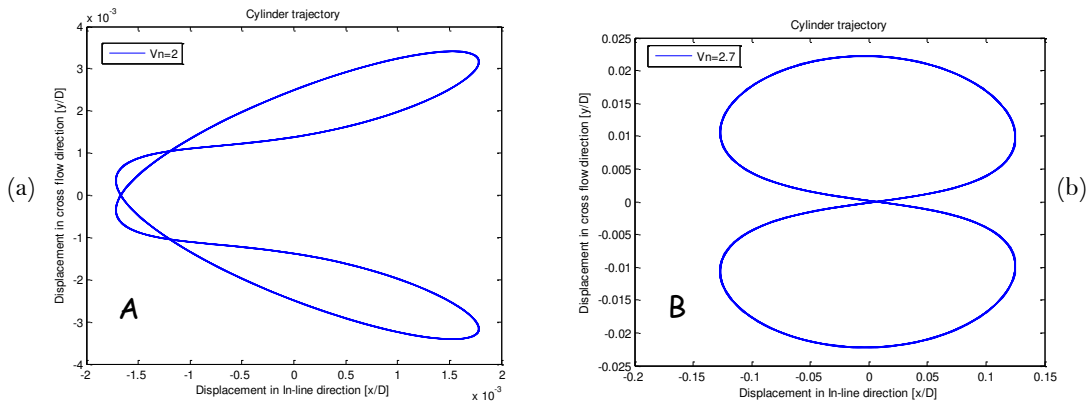 (a)
x 10⁻³
Cylinder trajectory
Vn=2
Displacement in cross flow direction [y/D]
4
3
2
1
0
-1
-2
-3
-4
A
-2 -1.5 -1 -0.5 0 0.5 1 1.5 2
Displacement in In-line direction [x/D]
x 10⁻³
Cylinder trajectory
Vn=2.7
Displacement in cross flow direction [y/D]
0.025
0.02
0.015
0.01
0.005
0
-0.005
-0.01
-0.015
-0.02
-0.025
B
-0.2 -0.15 -0.1 -0.05 0 0.05 0.1 0.15
Displacement in In-line direction [x/D]
(b)